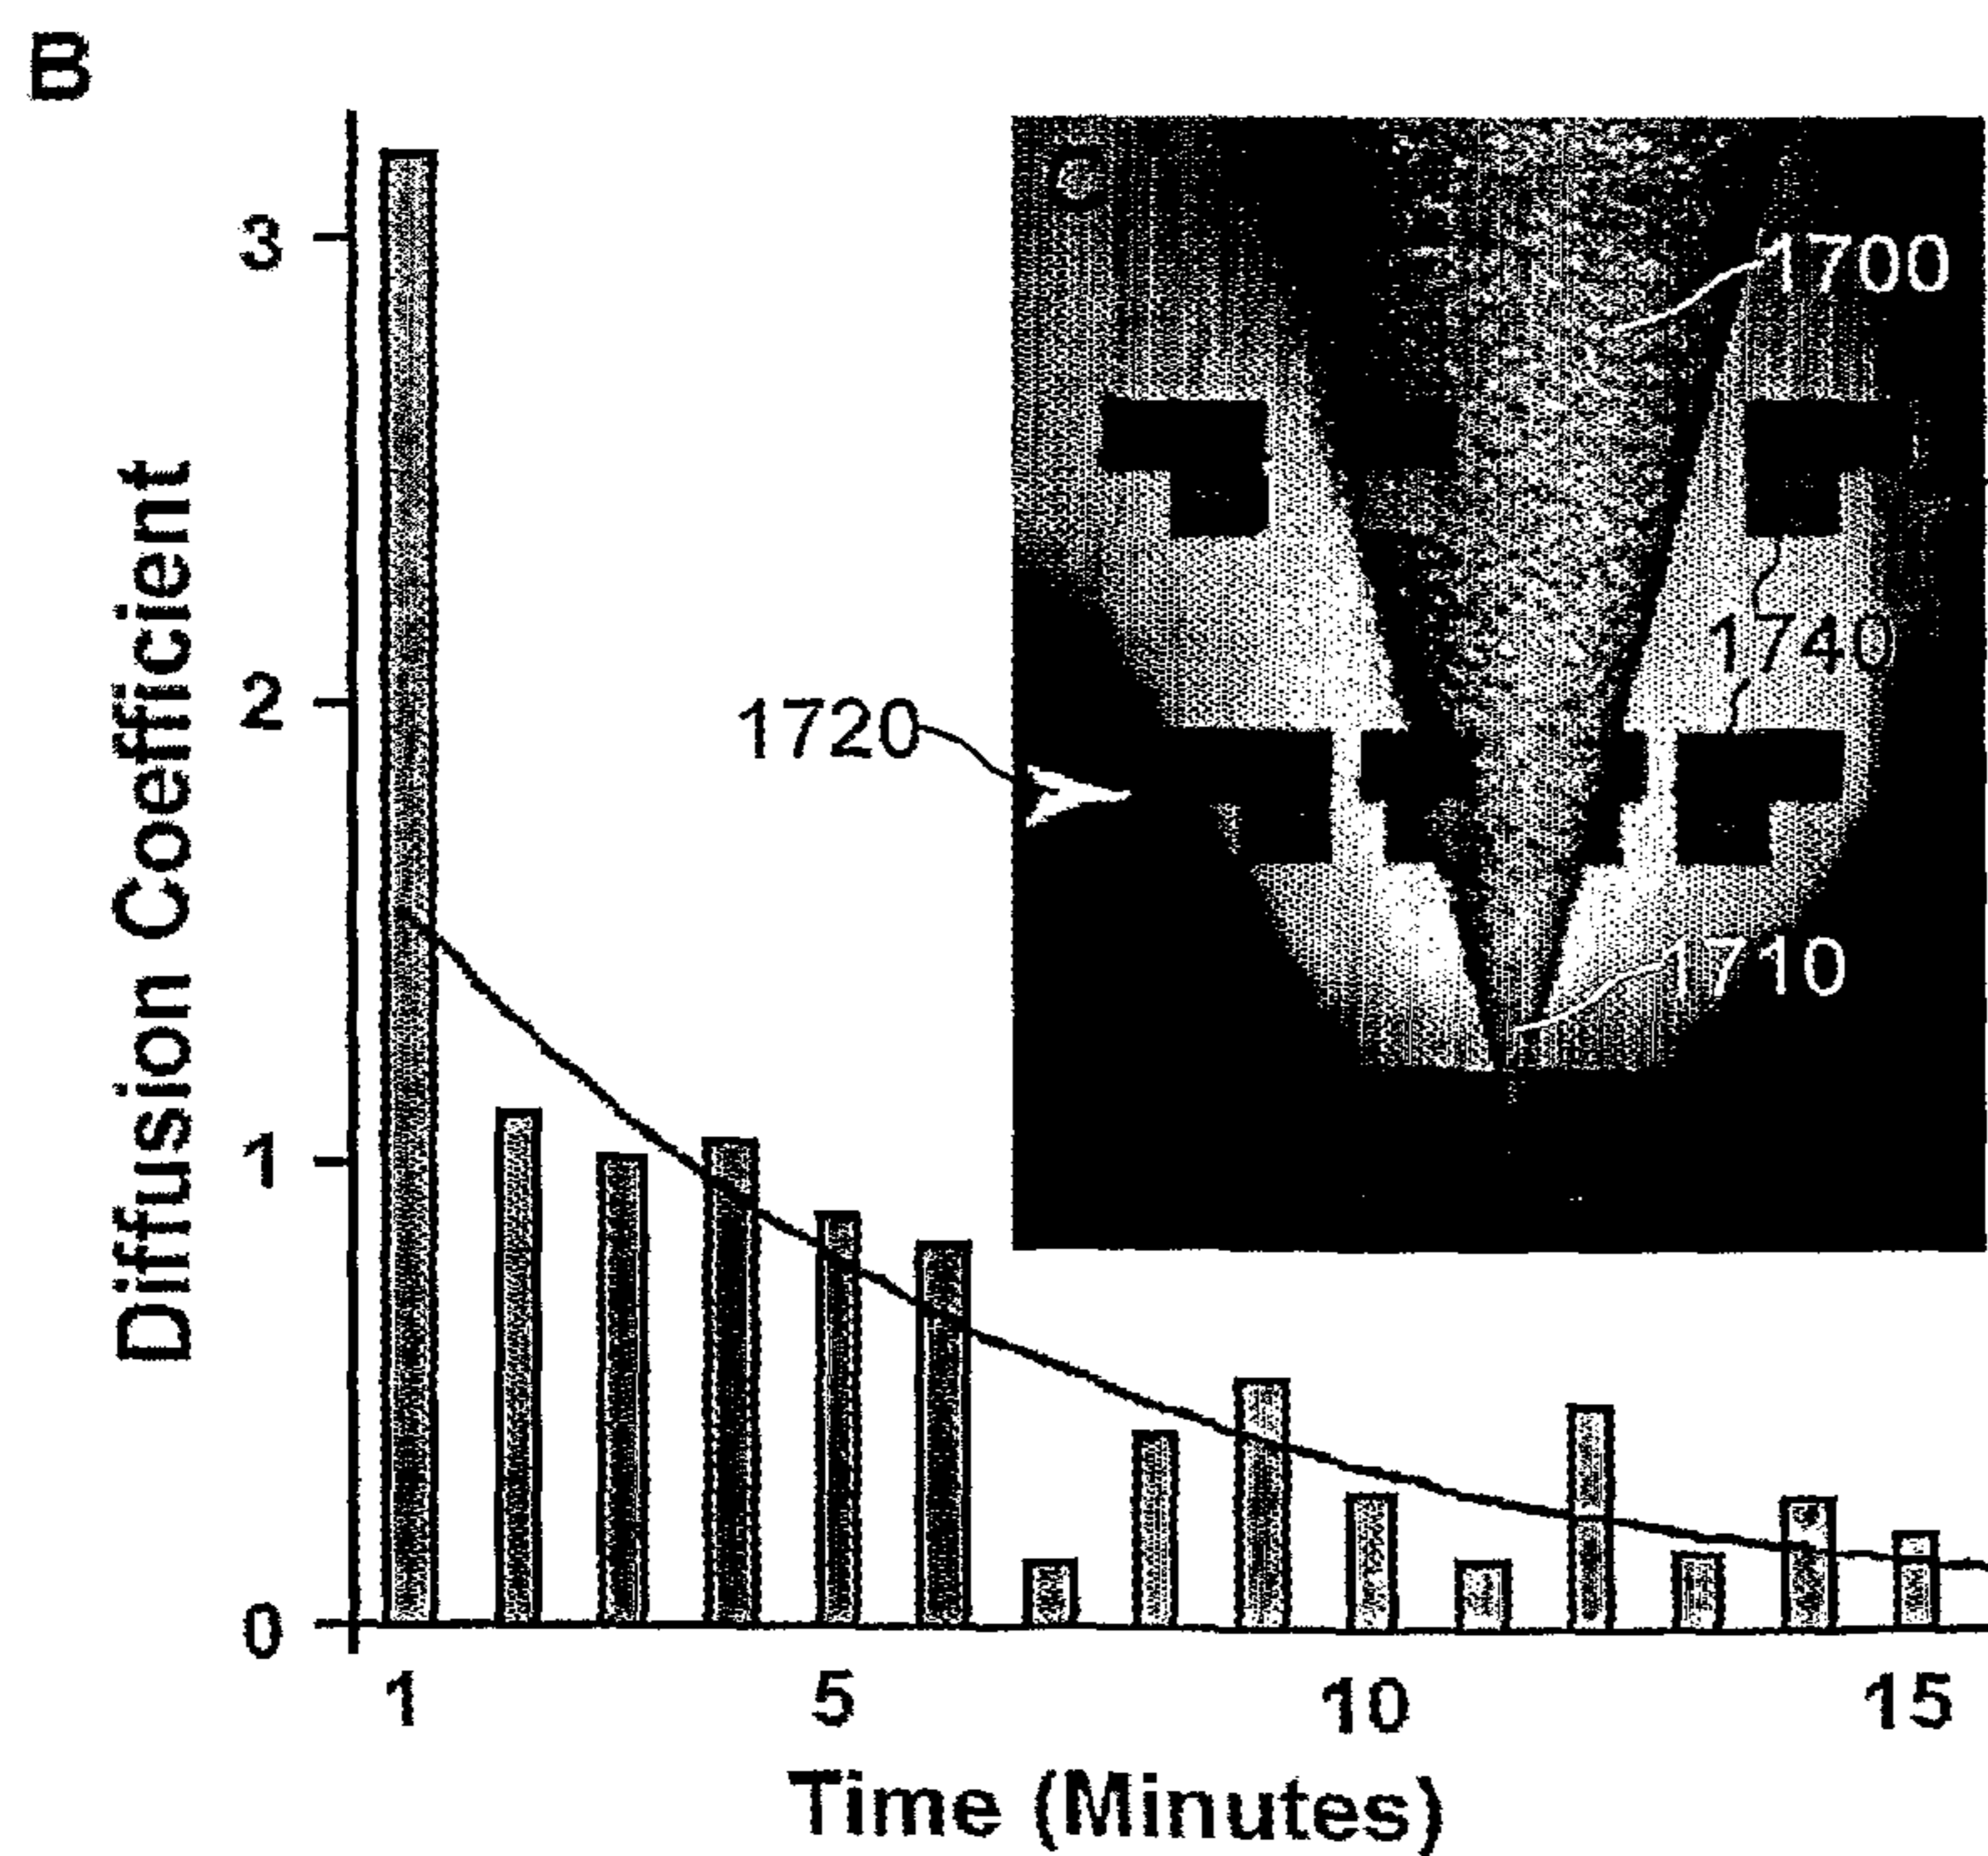 B
C
1700
3
1740
2
1720
1710
1
0
Diffusion Coefficient
1 5 10 15
Time (Minutes)